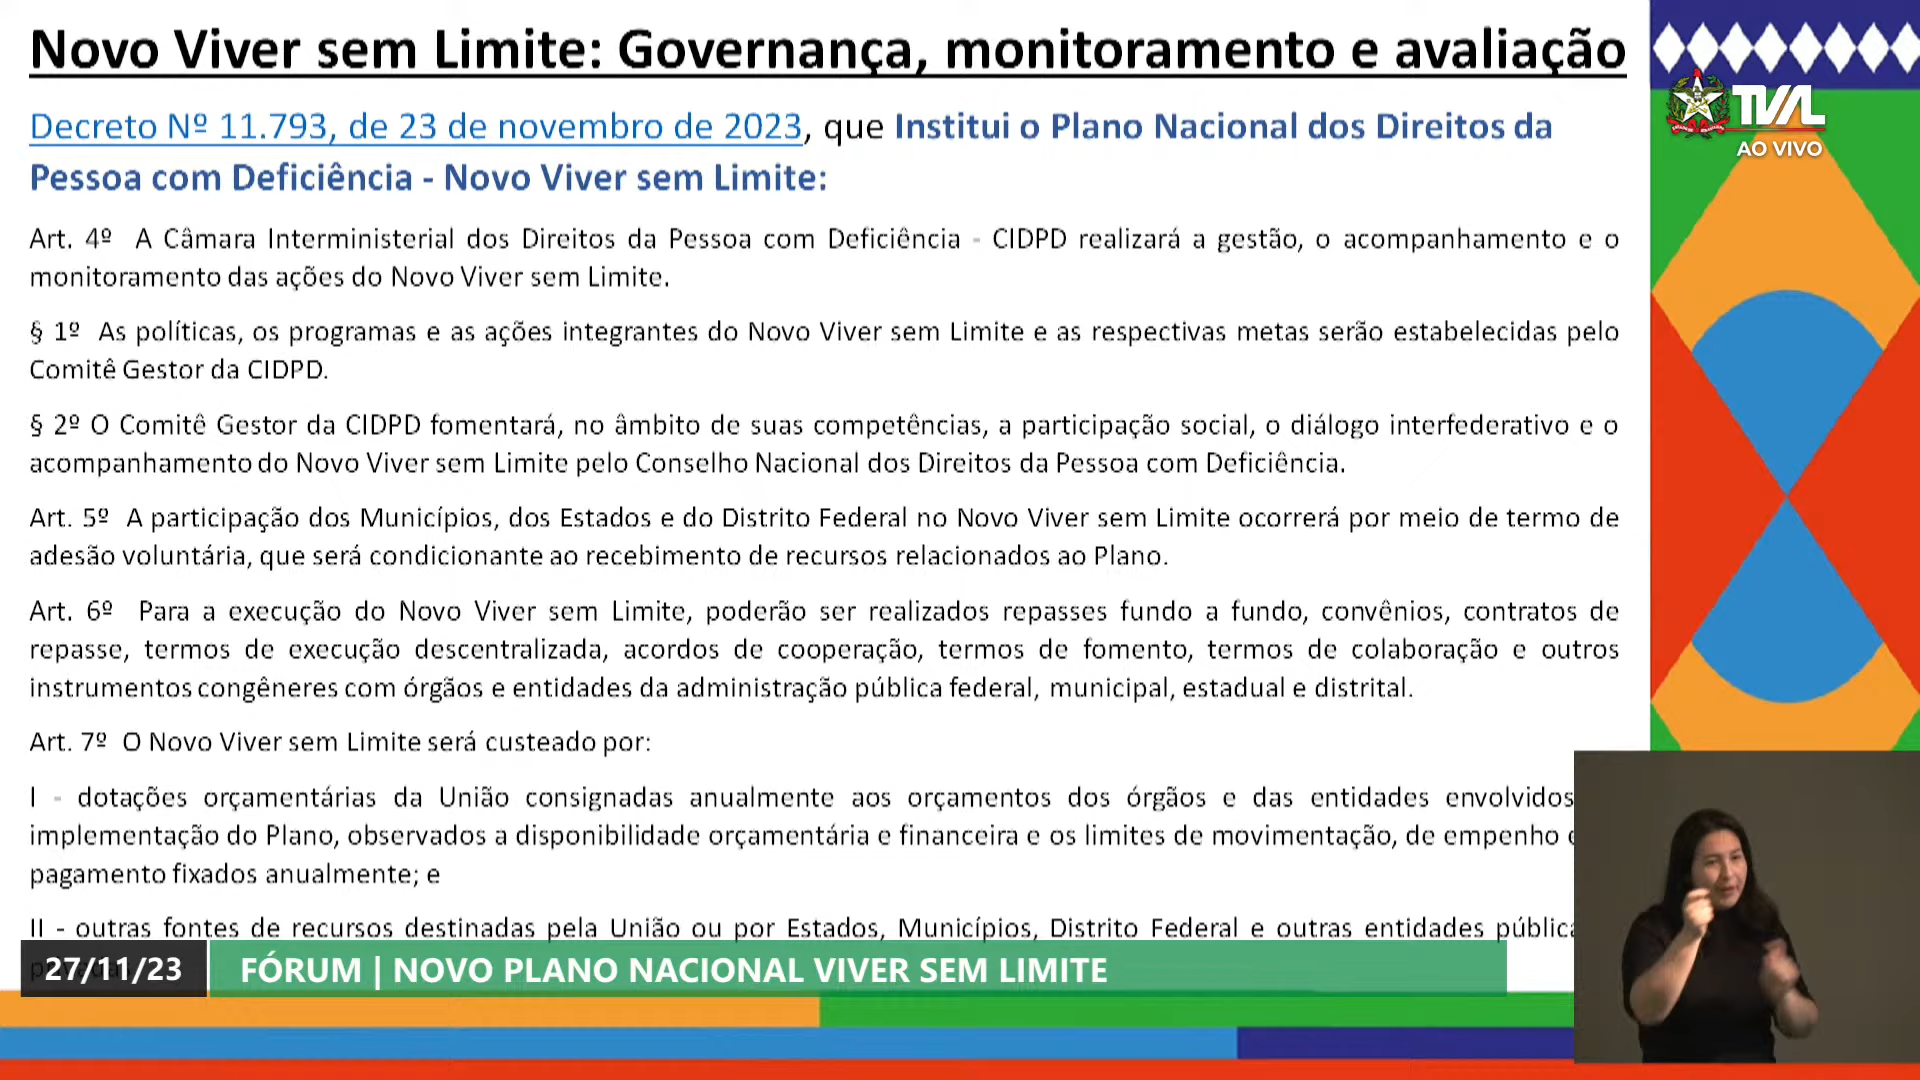 Novo Viver sem Limite: Governança, monitoramento e avaliação
TVAL
AO VIVO
Decreto Nº 11.793, de 23 de novembro de 2023, que Institui o Plano Nacional dos Direitos da
Pessoa com Deficiência - Novo Viver sem Limite:
Art. 4º A Câmara Interministerial dos Direitos da Pessoa com Deficiência - CIDPD realizará a gestão, o acompanhamento e o
monitoramento das ações do Novo Viver sem Limite.
§ 1º As políticas, os programas e as ações integrantes do Novo Viver sem Limite e as respectivas metas serão estabelecidas pelo
Comitê Gestor da CIDPD.
§ 2º O Comitê Gestor da CIDPD fomentará, no âmbito de suas competências, a participação social, o diálogo interfederativo e o
acompanhamento do Novo Viver sem Limite pelo Conselho Nacional dos Direitos da Pessoa com Deficiência.
Art. 5º A participação dos Municípios, dos Estados e do Distrito Federal no Novo Viver sem Limite ocorrerá por meio de termo de
adesão voluntária, que será condicionante ao recebimento de recursos relacionados ao Plano.
Art. 6º Para a execução do Novo Viver sem Limite, poderão ser realizados repasses fundo a fundo, convênios, contratos de
repasse, termos de execução descentralizada, acordos de cooperação, termos de fomento, termos de colaboração e outros
instrumentos congêneres com órgãos e entidades da administração pública federal, municipal, estadual e distrital.
Art. 7º O Novo Viver sem Limite será custeado por:
I - dotações orçamentárias da União consignadas anualmente aos orçamentos dos órgãos e das entidades envolvidos
implementação do Plano, observados a disponibilidade orçamentária e financeira e os limites de movimentação, de empenho
pagamento fixados anualmente; e
II - outras fontes de recursos destinadas pela União ou por Estados, Municípios, Distrito Federal e outras entidades
27/11/23
FÓRUM | NOVO PLANO NACIONAL VIVER SEM LIMITE